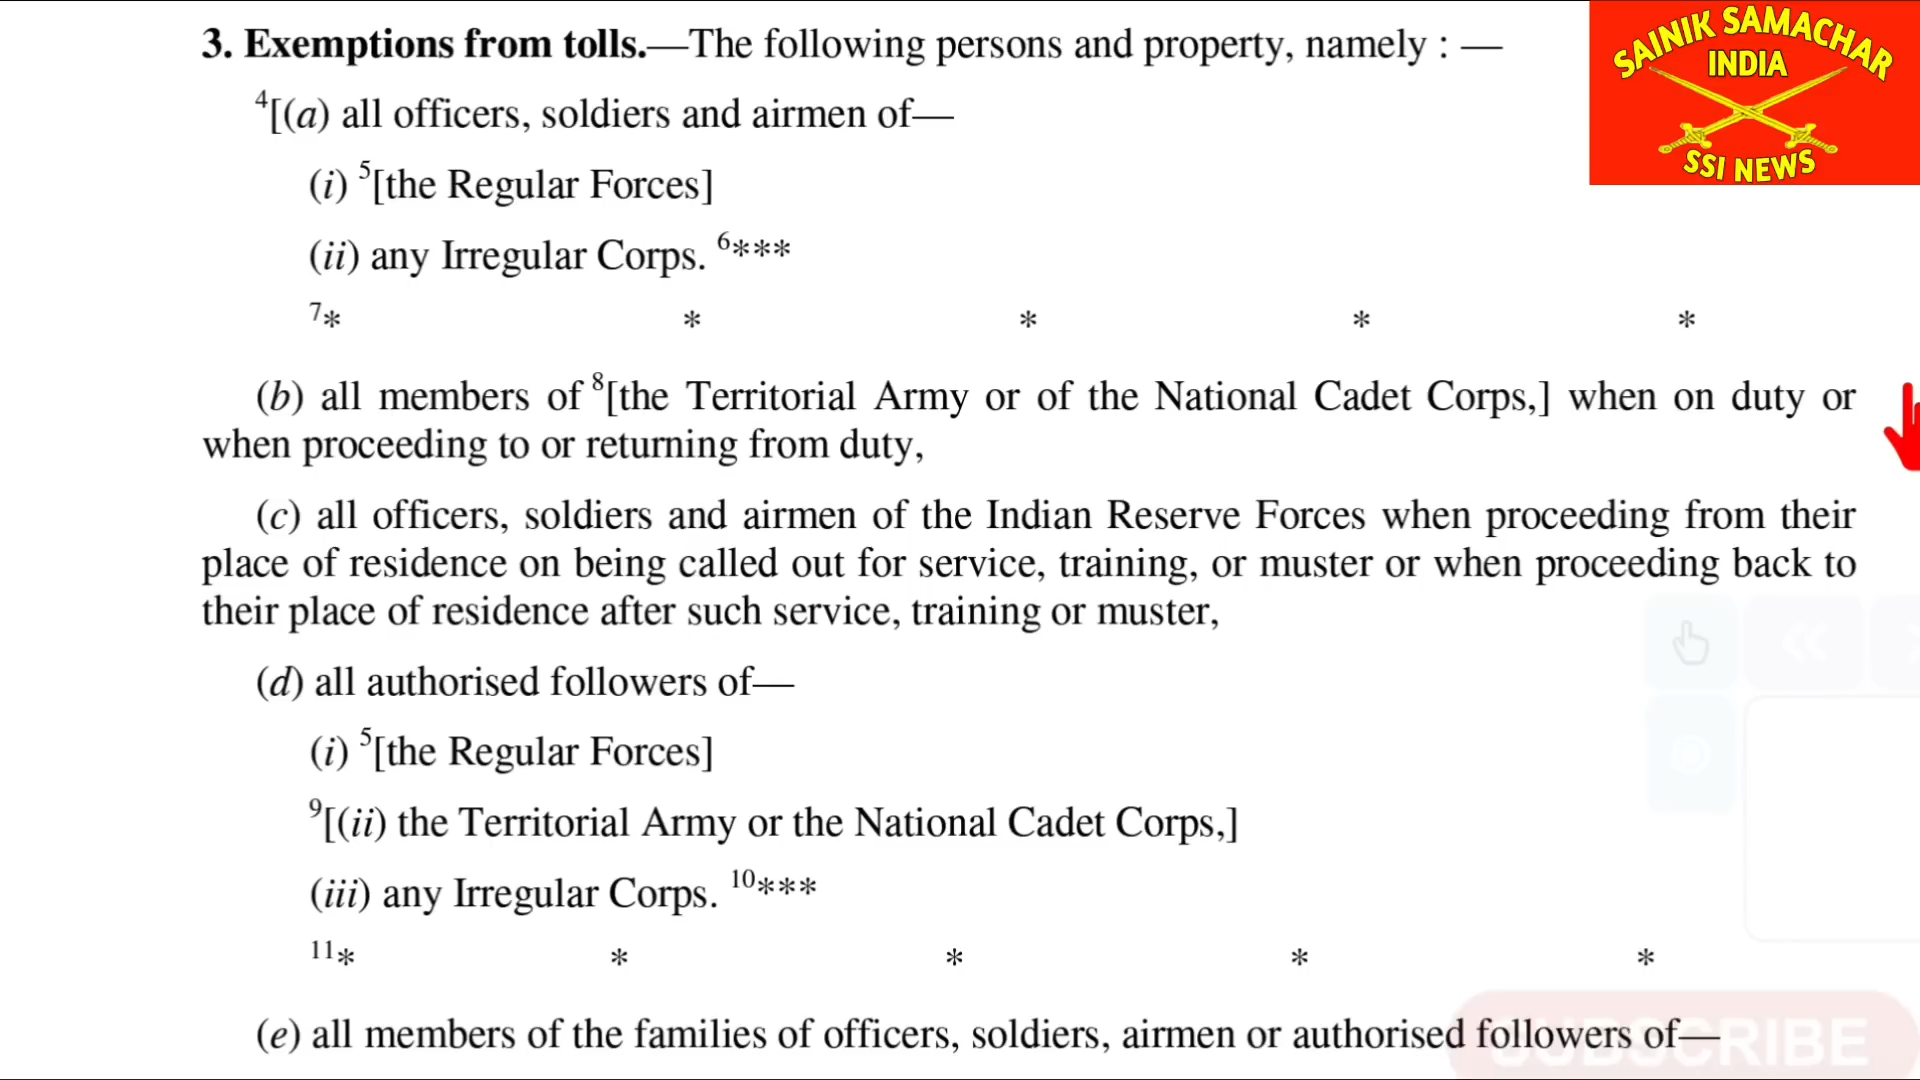 3. Exemptions from tolls.—The following persons and property, namely : —
SAINIK SAMACHAR
INDIA
SSI NEWS
4[(a) all officers, soldiers and airmen of—
(i) 5[the Regular Forces]
(ii) any Irregular Corps. 6***
7* * * * *
(b) all members of 8[the Territorial Army or of the National Cadet Corps,] when on duty or
when proceeding to or returning from duty,
(c) all officers, soldiers and airmen of the Indian Reserve Forces when proceeding from their
place of residence on being called out for service, training, or muster or when proceeding back to
their place of residence after such service, training or muster,
(d) all authorised followers of—
(i) 5[the Regular Forces]
9[(ii) the Territorial Army or the National Cadet Corps,]
(iii) any Irregular Corps. 10***
11* * * * *
(e) all members of the families of officers, soldiers, airmen or authorised followers of—
SUBSCRIBE